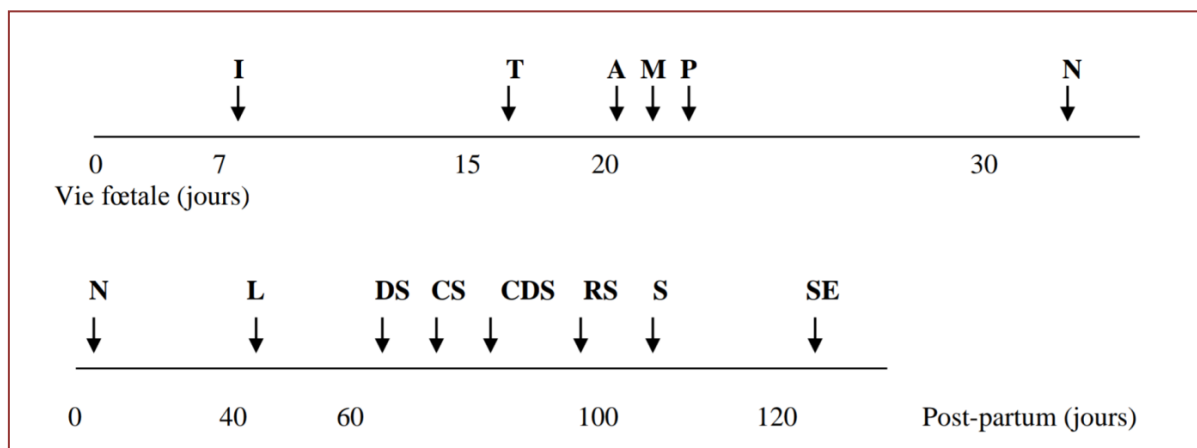 I T A M P N
0 7 15 20 30
Vie fœtale (jours)
N L DS CS CDS RS S SE
0 40 60 100 120 Post-partum (jours)